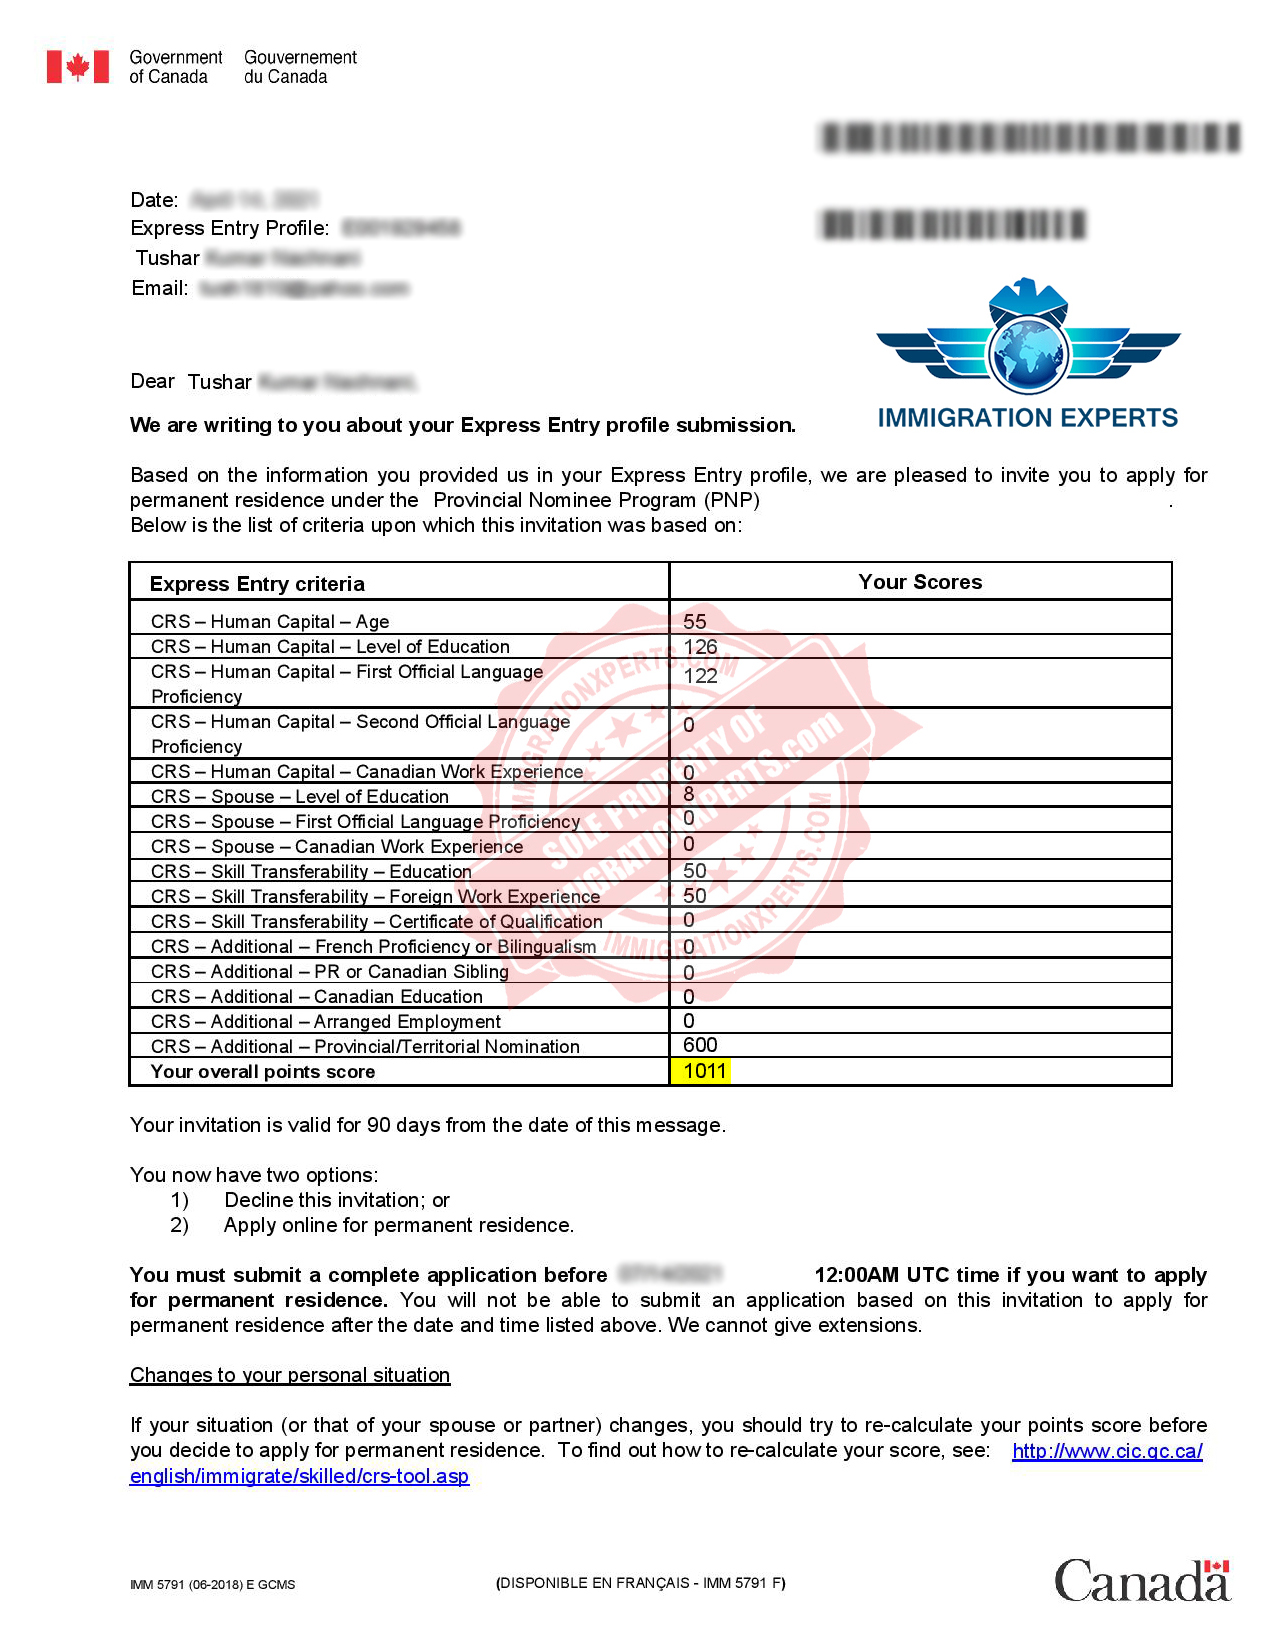 Government Gouvernement
of Canada du Canada
Date:
Express Entry Profile:
Tushar
Email:
IMMIGRATION EXPERTS
Dear Tushar
We are writing to you about your Express Entry profile submission.
Based on the information you provided us in your Express Entry profile, we are pleased to invite you to apply for
permanent residence under the Provincial Nominee Program (PNP) .
Below is the list of criteria upon which this invitation was based on:
Express Entry criteria Your Scores
CRS – Human Capital – Age 55
CRS – Human Capital – Level of Education 126
CRS – Human Capital – First Official Language
Proficiency 122
CRS – Human Capital – Second Official Language
Proficiency 0
CRS – Human Capital – Canadian Work Experience 0
CRS – Spouse – Level of Education 8
CRS – Spouse – First Official Language Proficiency 0
CRS – Spouse – Canadian Work Experience 0
CRS – Skill Transferability – Education 50
CRS – Skill Transferability – Foreign Work Experience 50
CRS – Skill Transferability – Certificate of Qualification 0
CRS – Additional – French Proficiency or Bilingualism 0
CRS – Additional – PR or Canadian Sibling 0
CRS – Additional – Canadian Education 0
CRS – Additional – Arranged Employment 0
CRS – Additional – Provincial/Territorial Nomination 600
Your overall points score 1011
IMMIGRATIONXPERTS.COM
SOLE PROPERTY OF
IMMIGRATIONXPERTS.com
IMMIGRATIONXPERTS.COM
Your invitation is valid for 90 days from the date of this message.
You now have two options:
1) Decline this invitation; or
2) Apply online for permanent residence.
You must submit a complete application before 12:00AM UTC time if you want to apply
for permanent residence. You will not be able to submit an application based on this invitation to apply for
permanent residence after the date and time listed above. We cannot give extensions.
Changes to your personal situation
If your situation (or that of your spouse or partner) changes, you should try to re-calculate your points score before
you decide to apply for permanent residence. To find out how to re-calculate your score, see: http://www.cic.gc.ca/
english/immigrate/skilled/crs-tool.asp
IMM 5791 (06-2018) E GCMS (DISPONIBLE EN FRANÇAIS - IMM 5791 F) Canada